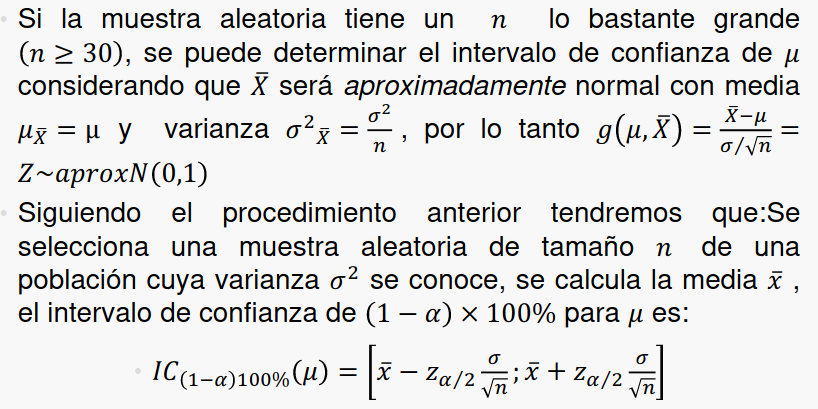 • Si la muestra aleatoria tiene un n lo bastante grande
(n ≥ 30), se puede determinar el intervalo de confianza de μ
considerando que X̄ será aproximadamente normal con media
μ_X̄ = μ y varianza σ²_X̄ = σ²/n , por lo tanto g(μ, X̄) = (X̄−μ)/(σ/√n) =
Z~aproxN(0,1)
• Siguiendo el procedimiento anterior tendremos que:Se
selecciona una muestra aleatoria de tamaño n de una
población cuya varianza σ² se conoce, se calcula la media x̄ ,
el intervalo de confianza de (1 − α) × 100% para μ es:
• IC_(1−α)100%(μ) = [x̄ − z_α/2 σ/√n ; x̄ + z_α/2 σ/√n]